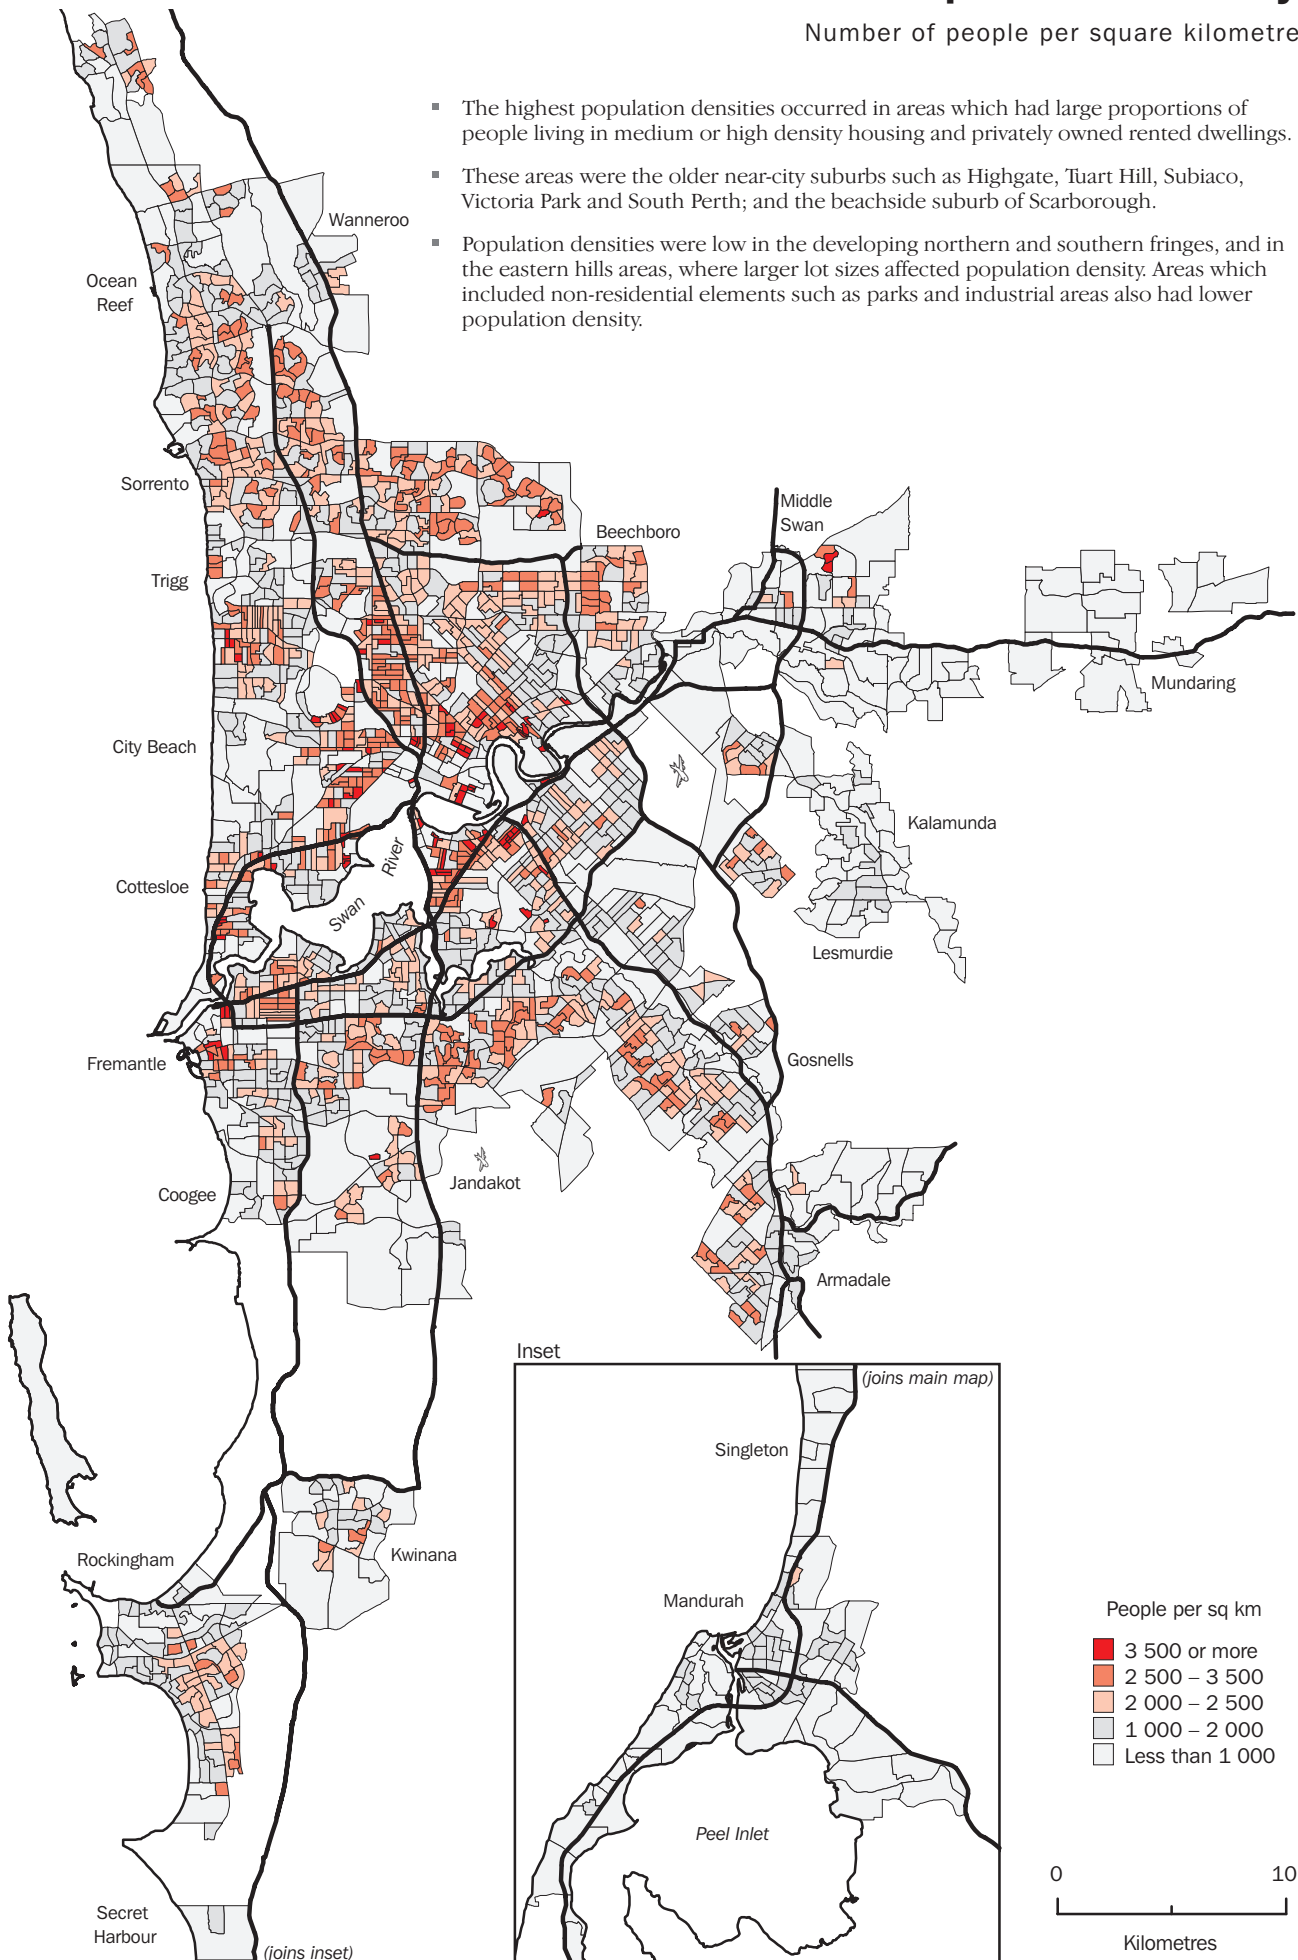 Number of people per square kilometre
▪ The highest population densities occurred in areas which had large proportions of
people living in medium or high density housing and privately owned rented dwellings.
▪ These areas were the older near-city suburbs such as Highgate, Tuart Hill, Subiaco,
Victoria Park and South Perth; and the beachside suburb of Scarborough.
▪ Population densities were low in the developing northern and southern fringes, and in
the eastern hills areas, where larger lot sizes affected population density. Areas which
included non-residential elements such as parks and industrial areas also had lower
population density.
Wanneroo
Ocean
Reef
Sorrento
Middle
Swan
Beechboro
Trigg
Mundaring
City Beach
Kalamunda
River
Cottesloe
Swan
Lesmurdie
Fremantle
Gosnells
Jandakot
Coogee
Armadale
Inset
(joins main map)
Singleton
Rockingham
Kwinana
Mandurah
People per sq km
3 500 or more
2 500 – 3 500
2 000 – 2 500
1 000 – 2 000
Less than 1 000
Peel Inlet
0 10
Kilometres
Secret
Harbour
(joins inset)